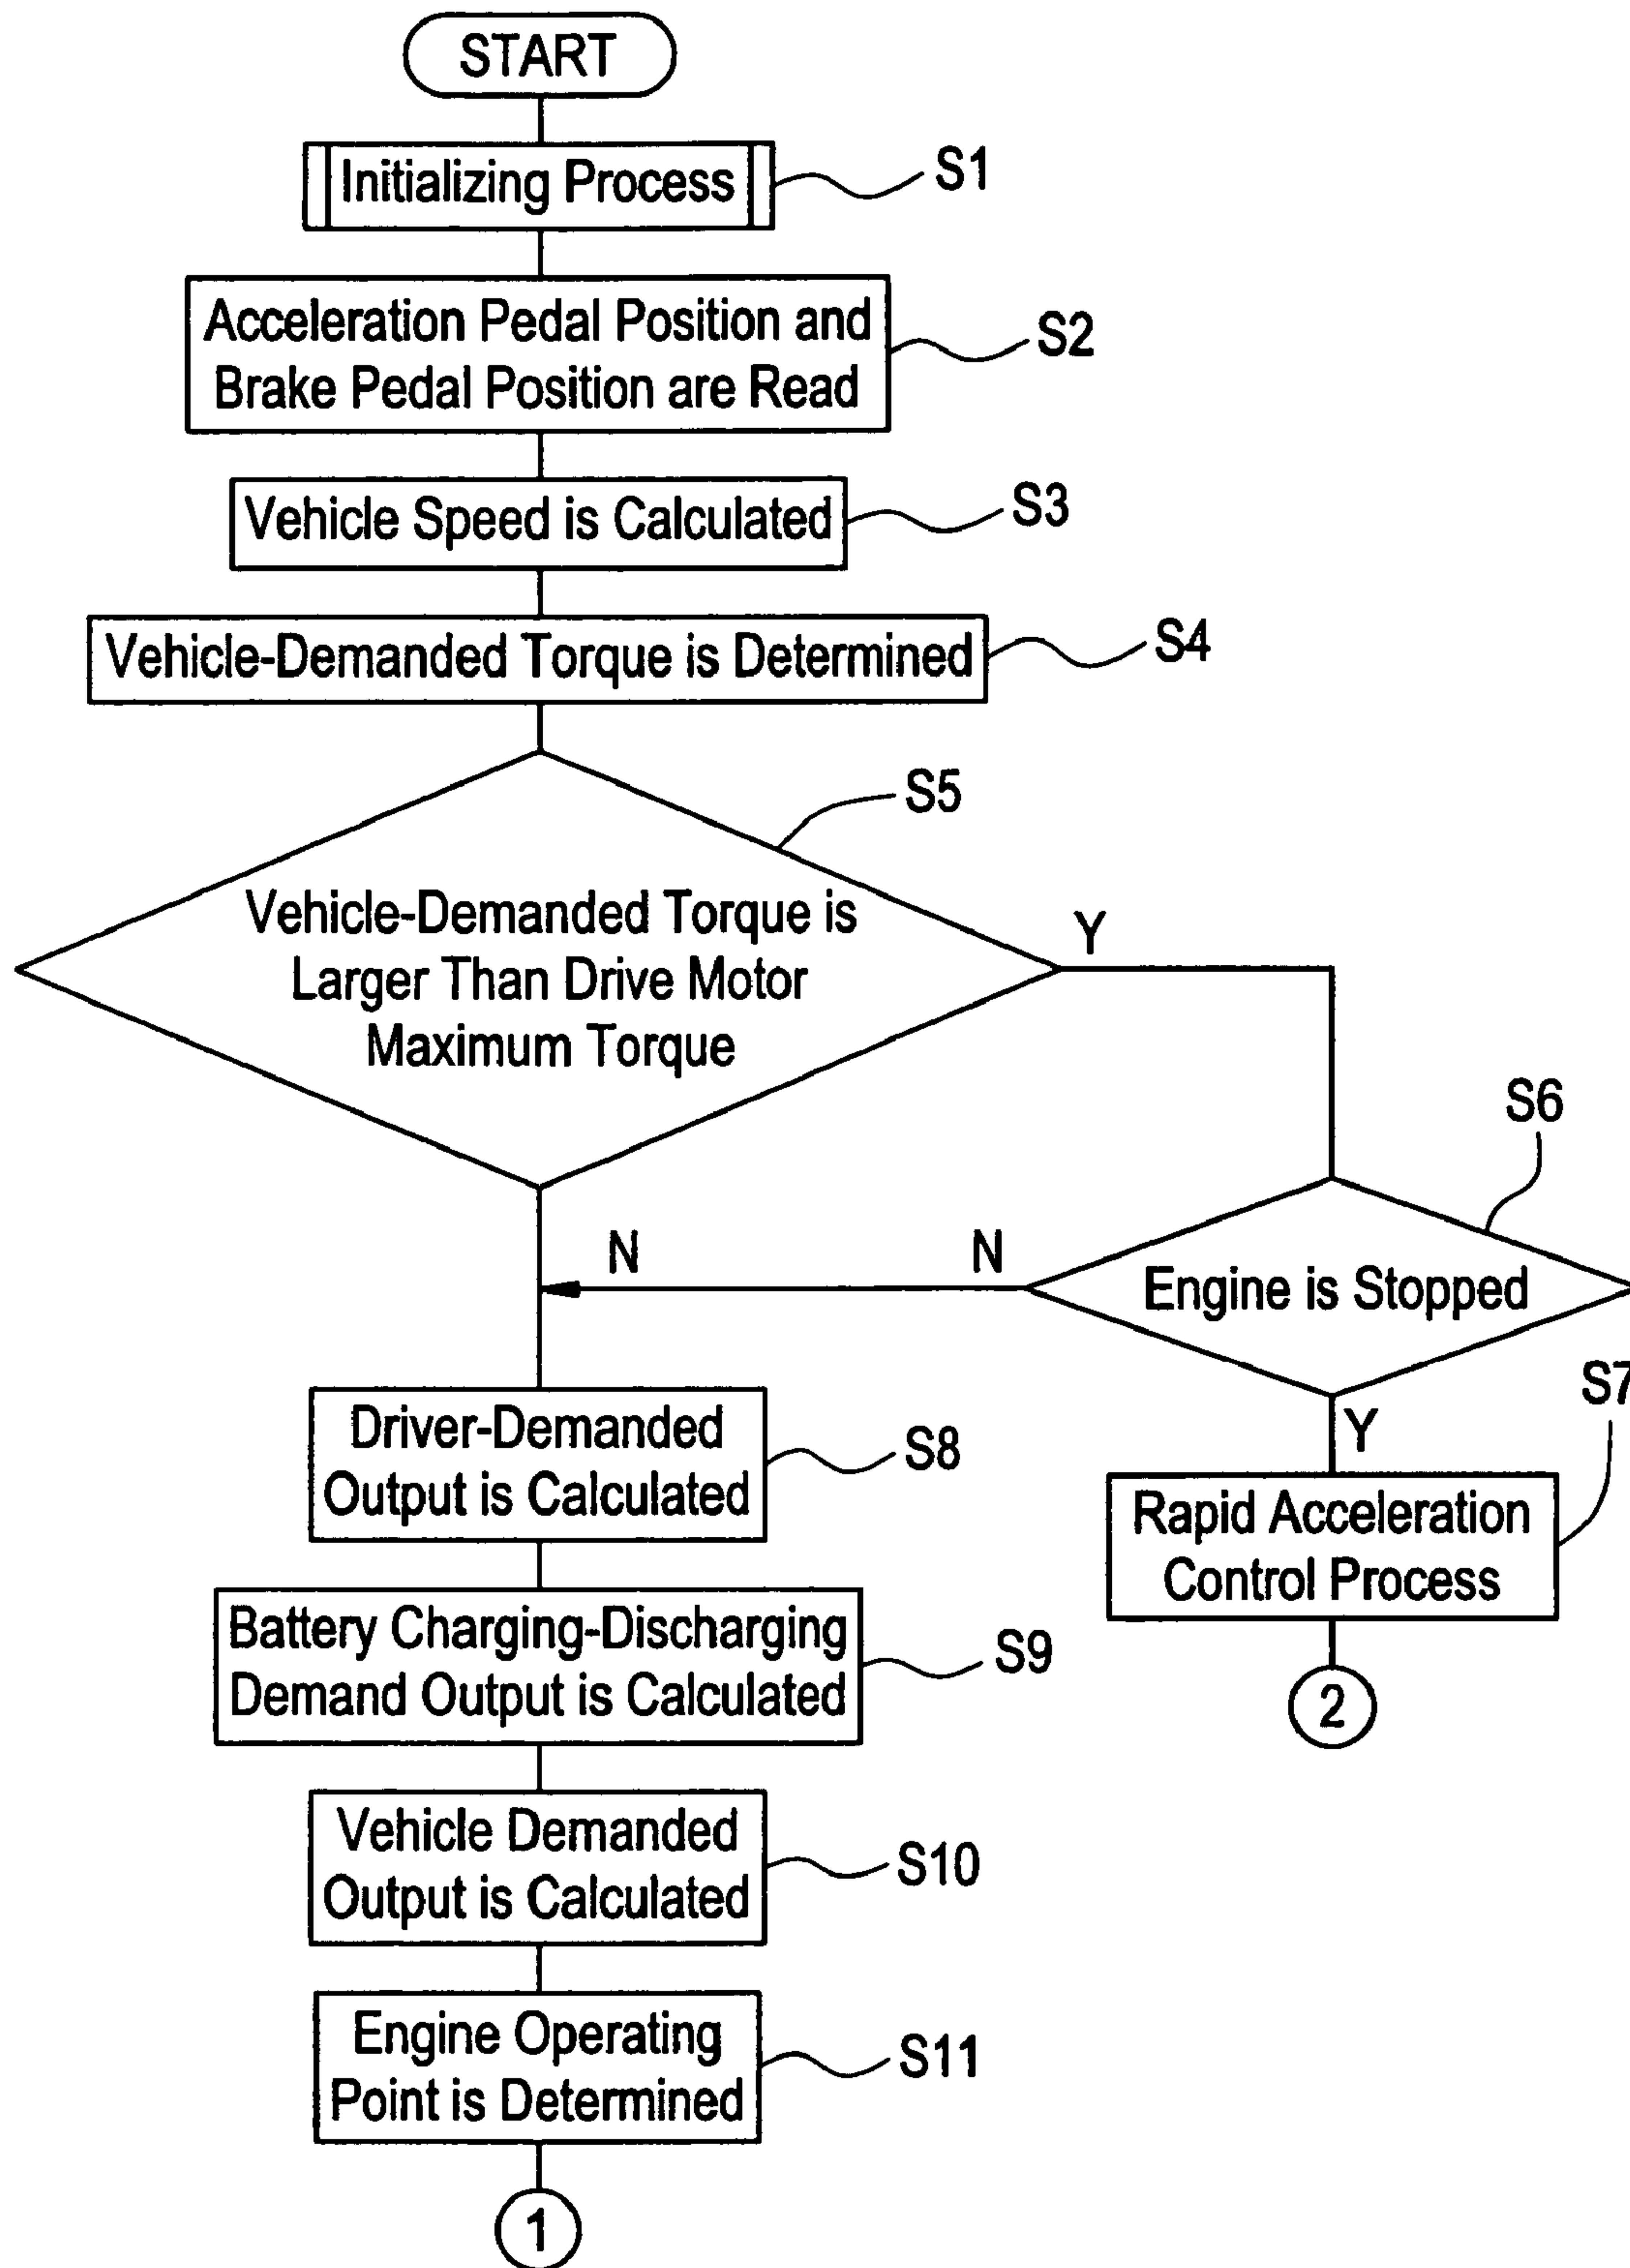 START
Initializing Process
S1
Acceleration Pedal Position and
Brake Pedal Position are Read
S2
Vehicle Speed is Calculated
S3
Vehicle-Demanded Torque is Determined
S4
S5
Vehicle-Demanded Torque is
Larger Than Drive Motor
Maximum Torque
Y
S6
N
N
Engine is Stopped
S7
Y
Driver-Demanded
Output is Calculated
S8
Rapid Acceleration
Control Process
2
Battery Charging-Discharging
Demand Output is Calculated
S9
Vehicle Demanded
Output is Calculated
S10
Engine Operating
Point is Determined
S11
1